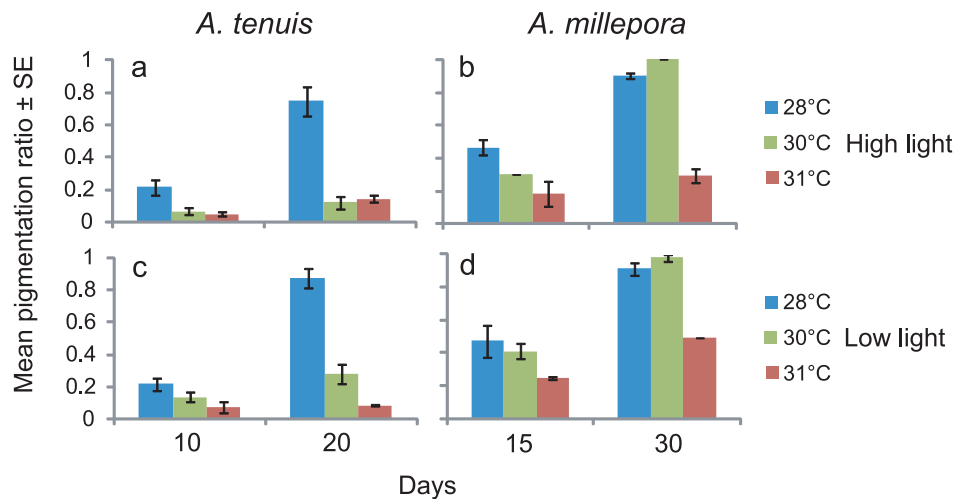 A. tenuis
A. millepora
Mean pigmentation ratio ± SE
a
1
0.8
0.6
0.4
0.2
0
b
28°C
30°C High light
31°C
c
1
0.8
0.6
0.4
0.2
0
10
20
d
15
30
28°C
30°C Low light
31°C
Days